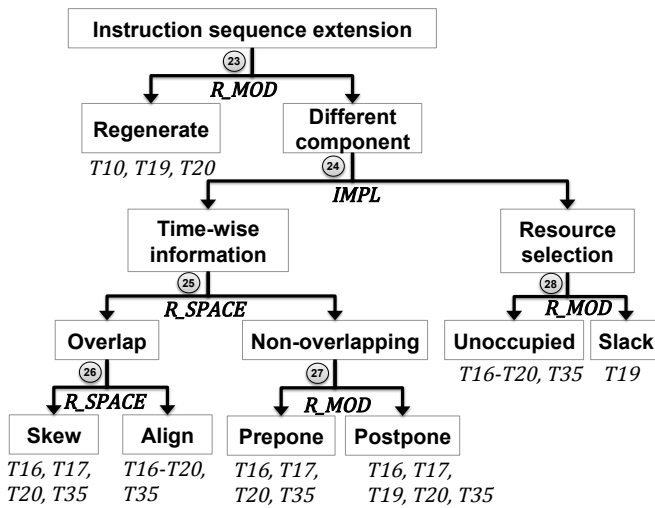 Instruction sequence extension
23
R_MOD
Regenerate
Different
component
T10, T19, T20
24
IMPL
Time-wise
information
Resource
selection
25
R_SPACE
28
R_MOD
Overlap
Non-overlapping
Unoccupied
Slack
T16-T20, T35
T19
26
R_SPACE
27
R_MOD
Skew
Align
Prepone
Postpone
T16, T17,
T20, T35
T16-T20,
T35
T16, T17,
T20, T35
T16, T17,
T19, T20, T35